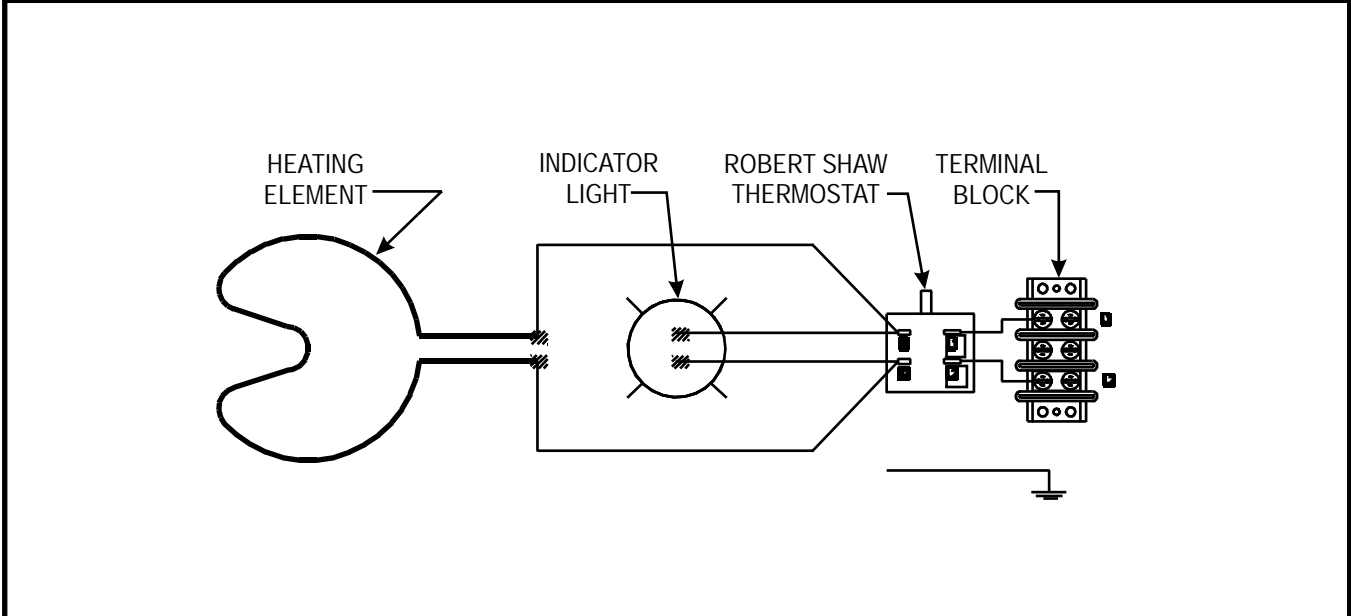 HEATING
ELEMENT
INDICATOR
LIGHT
ROBERT SHAW
THERMOSTAT
TERMINAL
BLOCK